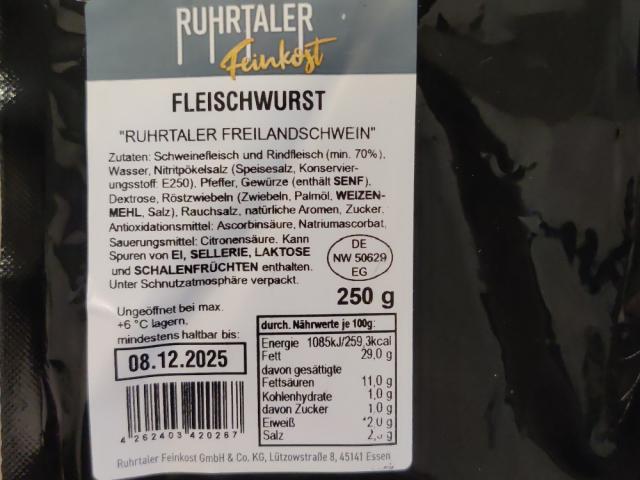 RUHRTALER
Feinkost
FLEISCHWURST
"RUHRTALER FREILANDSCHWEIN"
Zutaten: Schweinefleisch und Rindfleisch (min. 70%),
Wasser, Nitritpökelsalz (Speisesalz, Konservier-
ungsstoff: E250), Pfeffer, Gewürze (enthält SENF),
Dextrose, Röstzwiebeln (Zwiebeln, Palmöl, WEIZEN-
MEHL, Salz), Rauchsalz, natürliche Aromen, Zucker.
Antioxidationsmittel: Ascorbinsäure, Natriumascorbat,
Sauerungsmittel: Citronensäure. Kann
Spuren von EI, SELLERIE, LAKTOSE
und SCHALENFRÜCHTEN enthalten.
Unter Schnutzatmosphäre verpackt.
DE
NW 50629
EG
250 g
Ungeöffnet bei max.
+6 °C lagern,
mindestens haltbar bis:
08.12.2025
durch. Nährwerte je 100g:
Energie 1085kJ/259,3kcal
Fett 29,0 g
davon gesättigte
Fettsäuren 11,0 g
Kohlenhydrate 1,0 g
davon Zucker 1,0 g
Eiweiß g
Salz g
4 262403 420267
Ruhrtaler Feinkost GmbH & Co. KG, Lützowstraße 8, 45141 Essen